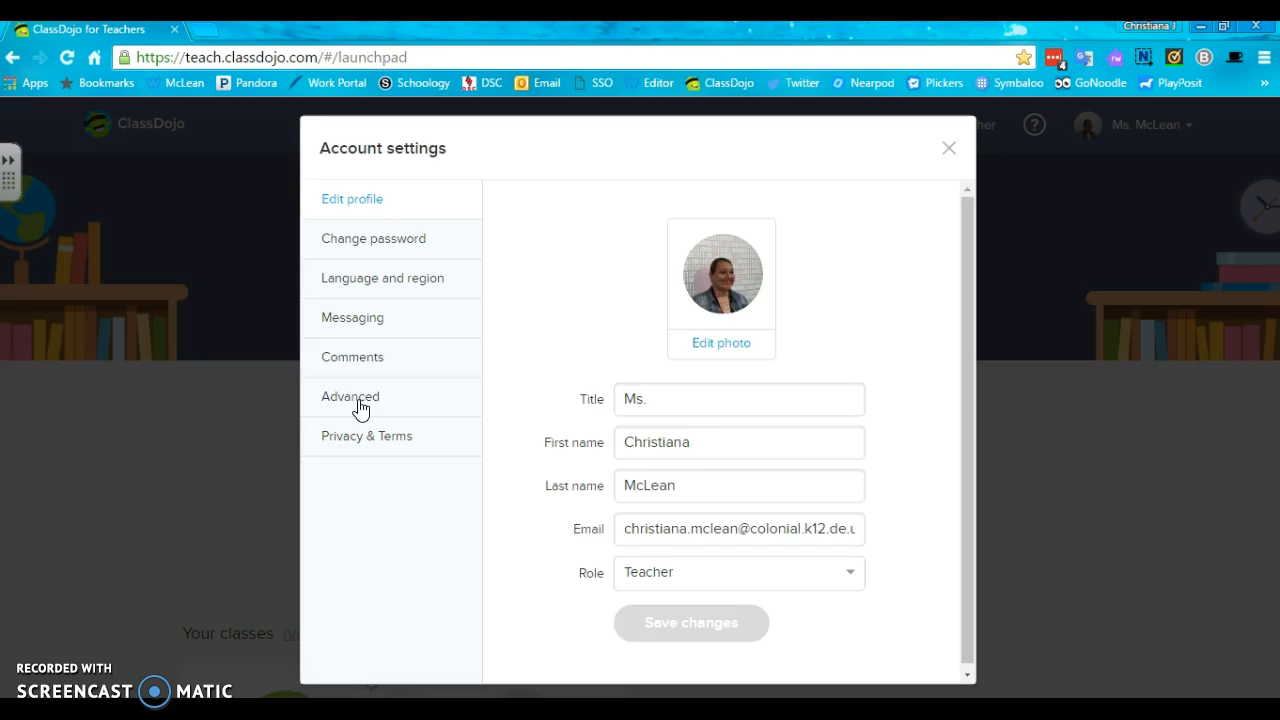 ClassDojo for Teachers
Christiana J
https://teach.classdojo.com/#/launchpad
Apps Bookmarks McLean Pandora Work Portal Schoology DSC Email SSO Editor ClassDojo Twitter Nearpod Plickers Symbaloo GoNoodle PlayPosit »
ClassDojo
Ms. McLean
Account settings
Edit profile
Change password
Language and region
Messaging
Comments
Advanced
Privacy & Terms
Edit photo
Title Ms.
First name Christiana
Last name McLean
Email christiana.mclean@colonial.k12.de.u
Role Teacher
Save changes
Your classes
RECORDED WITH
SCREENCAST MATIC